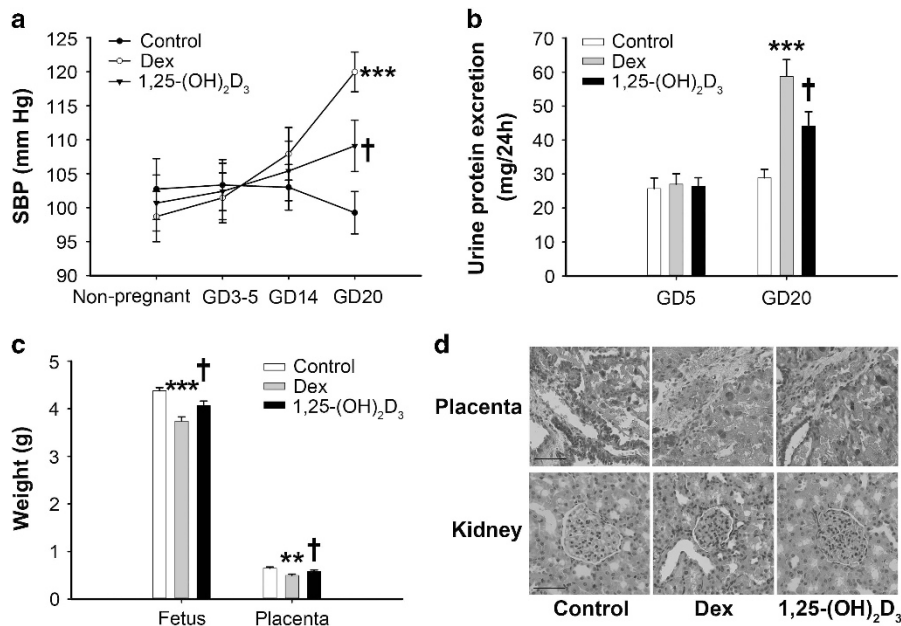 a
SBP (mm Hg)
125
120
115
110
105
100
95
90
Control
Dex
1,25-(OH)₂D₃
***
†
Non-pregnant GD3-5 GD14 GD20
b
Urine protein excretion
(mg/24h)
70
60
50
40
30
20
10
0
Control
Dex
1,25-(OH)₂D₃
***
†
GD5 GD20
c
Weight (g)
5
4
3
2
1
0
Control
Dex
1,25-(OH)₂D₃
*** †
** †
Fetus Placenta
d
Placenta
Kidney
Control Dex 1,25-(OH)₂D₃